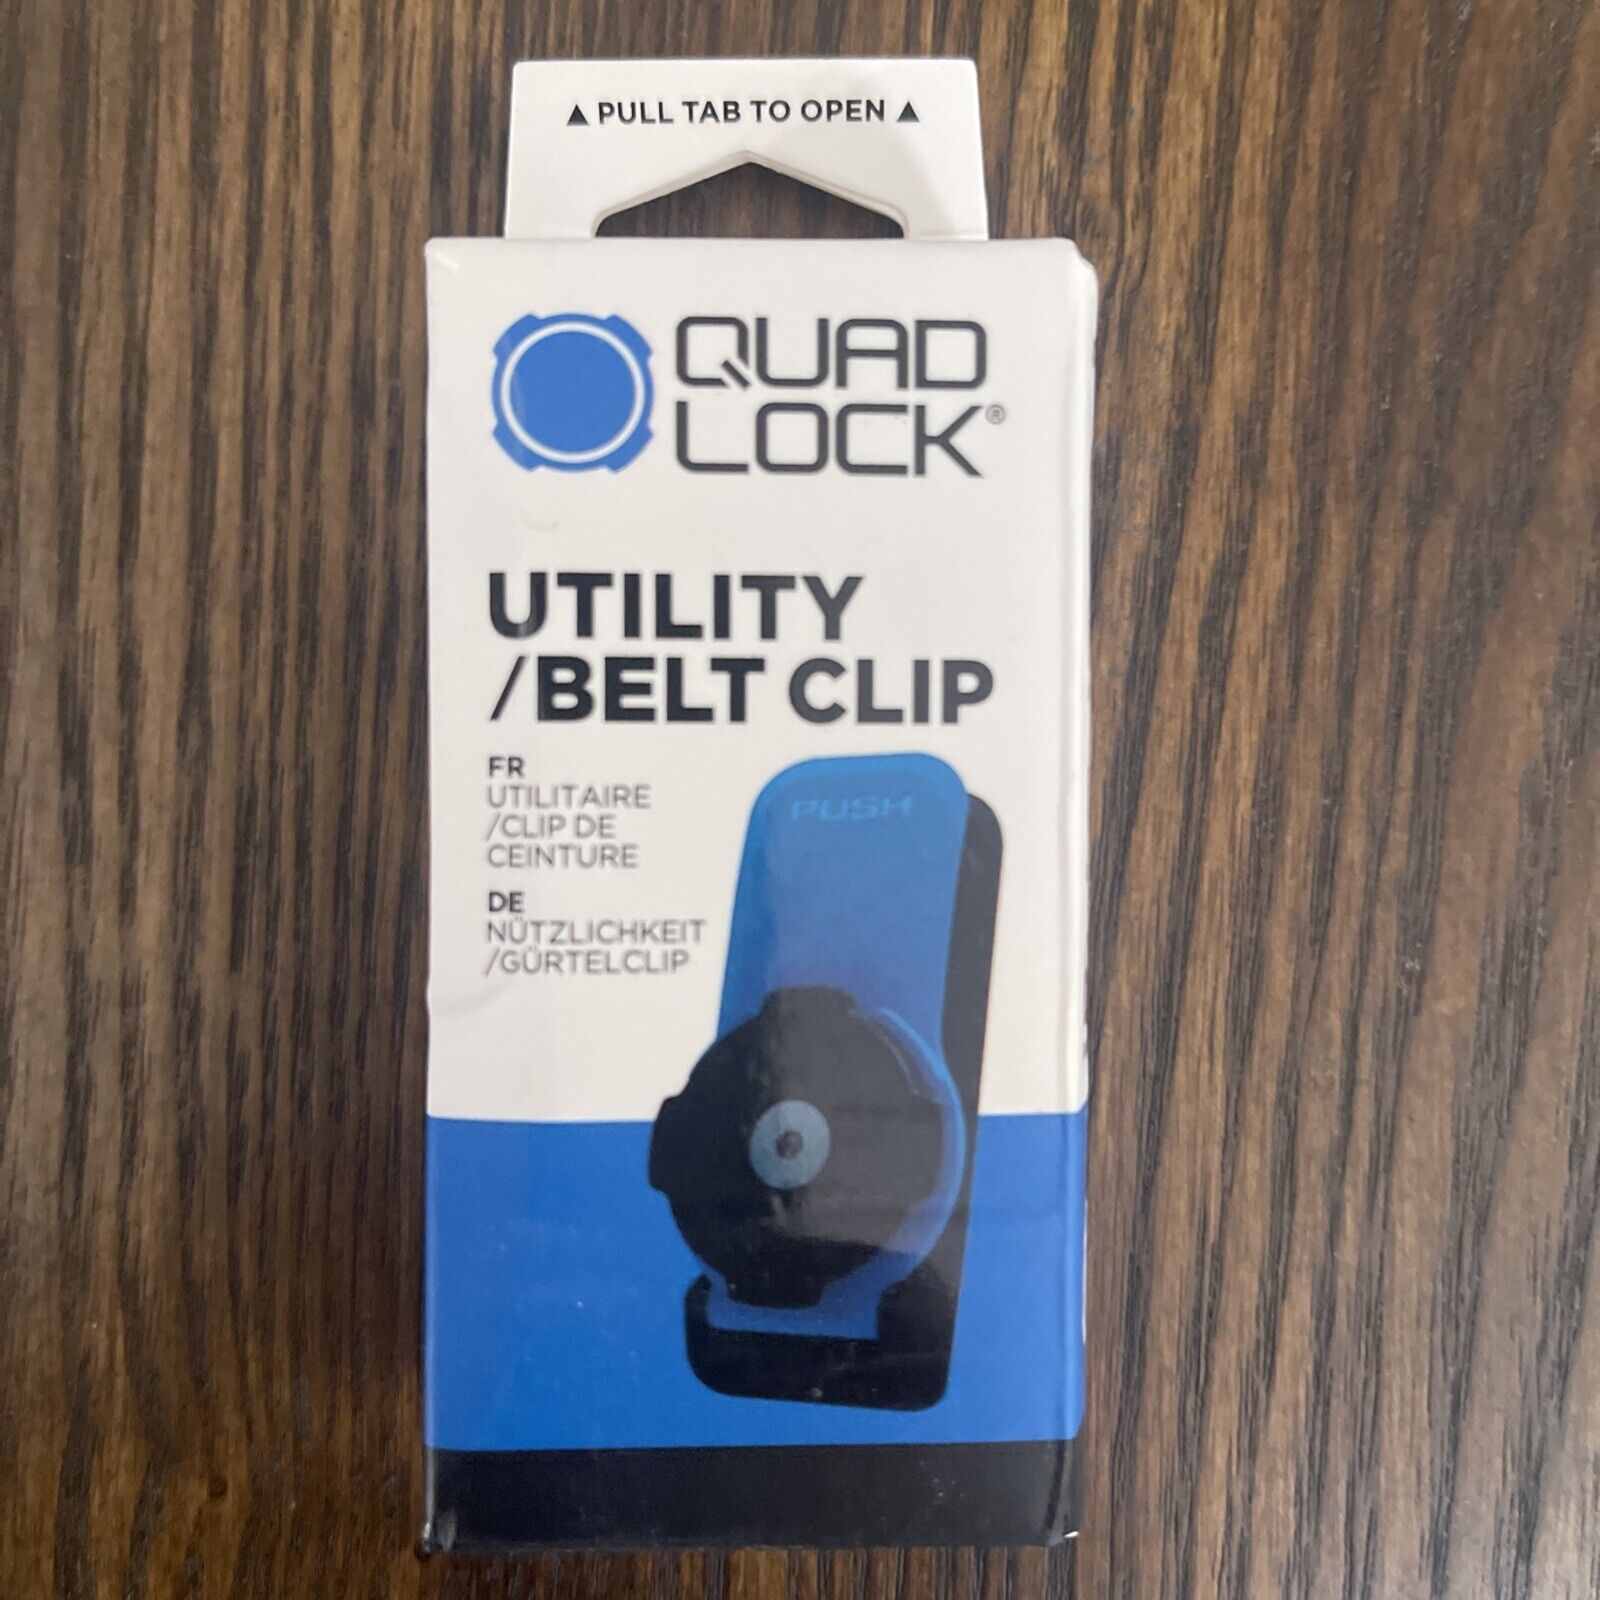 ▲ PULL TAB TO OPEN ▲
QUAD
LOCK®
UTILITY
/BELT CLIP
FR
UTILITAIRE
/CLIP DE
CEINTURE
DE
NÜTZLICHKEIT
/GÜRTELCLIP
PUSH